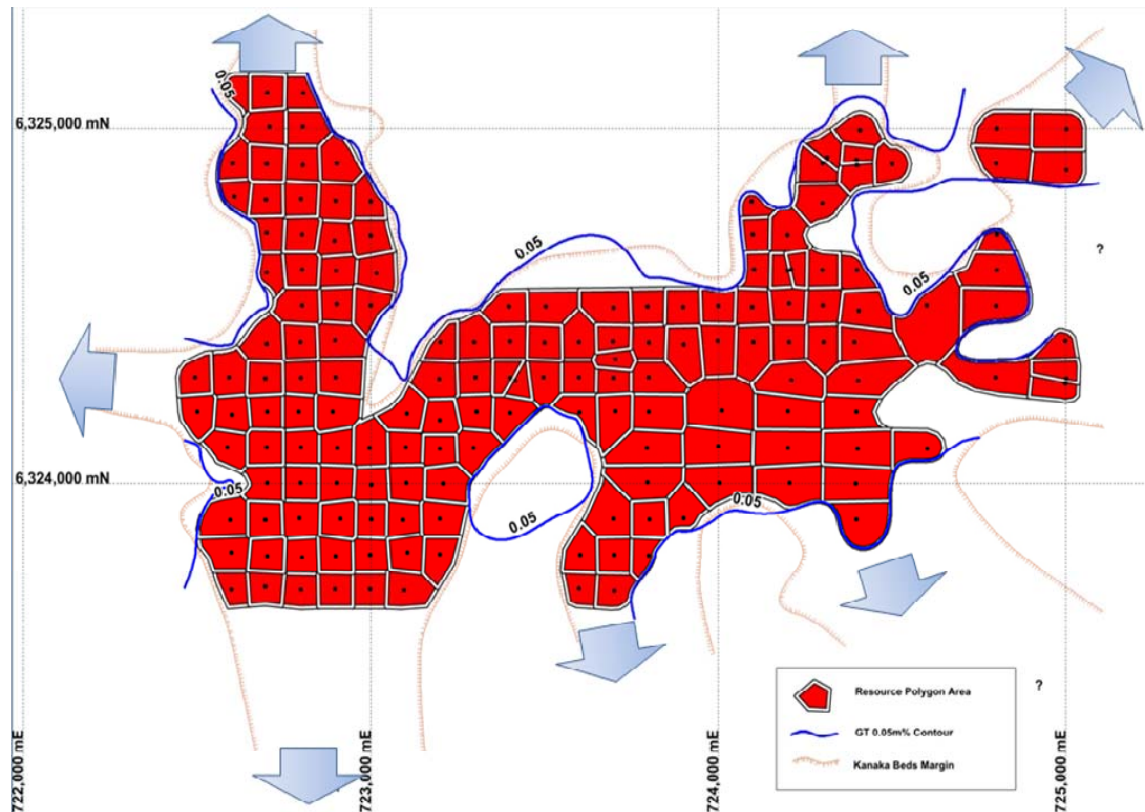 0.05
6,325,000 mN
0.05
0.05
?
6,324,000 mN
0.05
0.05
0.05
?
Resource Polygon Area
GT 0.05m% Contour
Kanaka Beds Margin
722,000 mE
723,000 mE
724,000 mE
725,000 mE